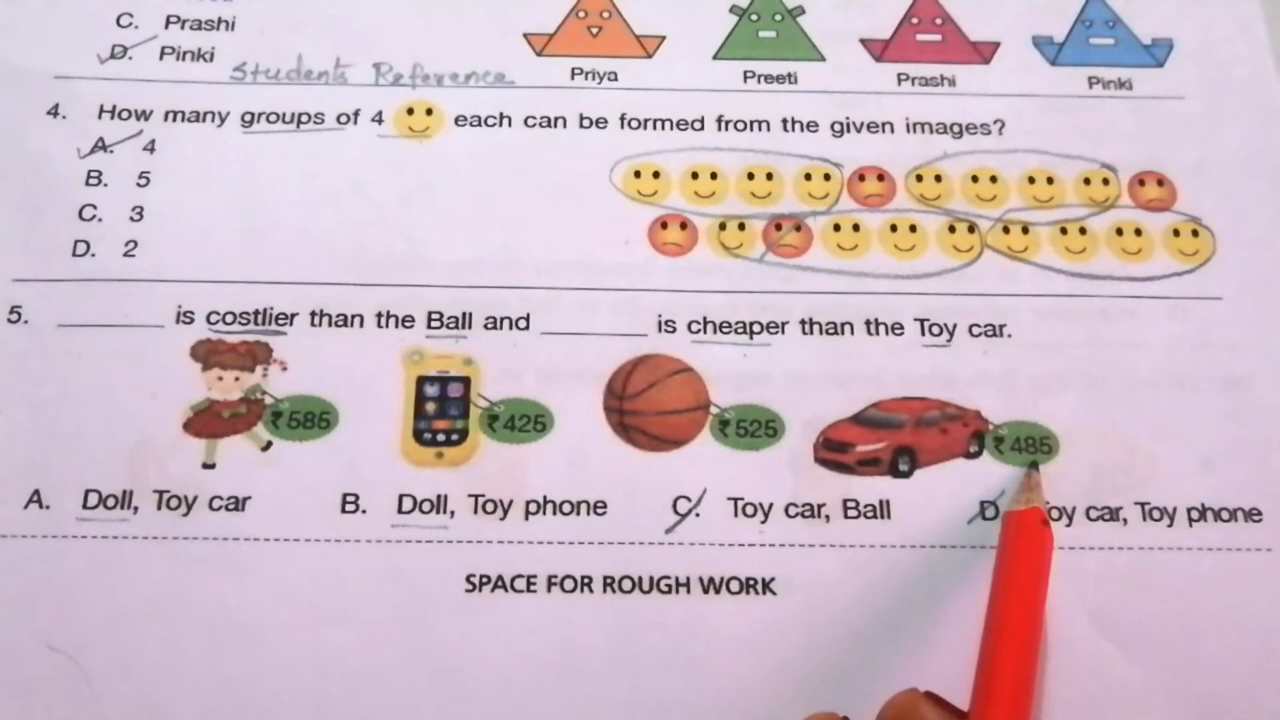 C. Prashi
D. Pinki
Students Reference
Priya Preeti Prashi Pinki
4. How many groups of 4 each can be formed from the given images?
A. 4
B. 5
C. 3
D. 2
5. ________ is costlier than the Ball and ________ is cheaper than the Toy car.
₹585 ₹425 ₹525 ₹485
A. Doll, Toy car B. Doll, Toy phone C. Toy car, Ball D oy car, Toy phone
SPACE FOR ROUGH WORK